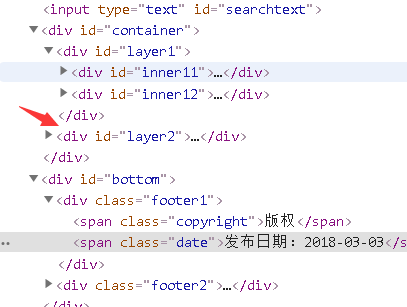 <input type="text" id="searchtext">
▼<div id="container">
▼<div id="layer1">
▶<div id="inner11">…</div>
▶<div id="inner12">…</div>
</div>
▶<div id="layer2">…</div>
</div>
▼<div id="bottom">
▼<div class="footer1">
<span class="copyright">版权</span>
<span class="date">发布日期：2018-03-03</s
</div>
▶<div class="footer2">…</div>
</div>